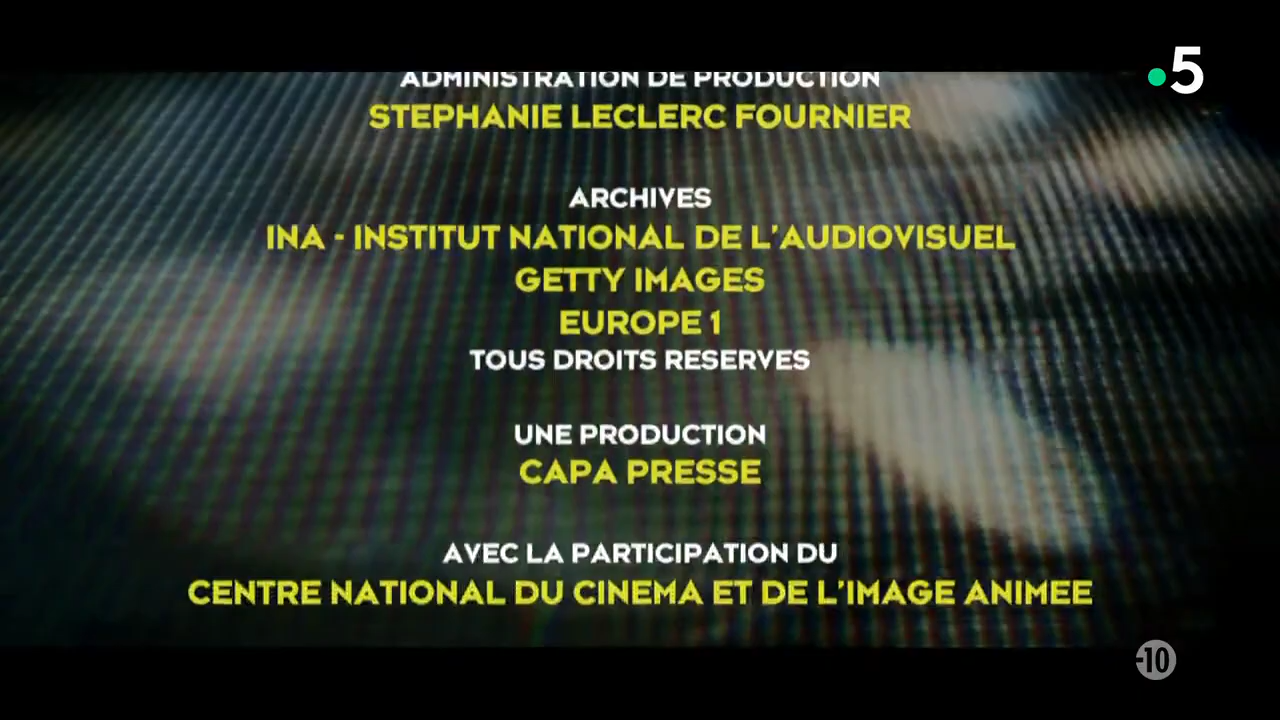 5
ADMINISTRATION DE PRODUCTION
STEPHANIE LECLERC FOURNIER
ARCHIVES
INA - INSTITUT NATIONAL DE L'AUDIOVISUEL
GETTY IMAGES
EUROPE 1
TOUS DROITS RESERVES
UNE PRODUCTION
CAPA PRESSE
AVEC LA PARTICIPATION DU
CENTRE NATIONAL DU CINEMA ET DE L'IMAGE ANIMEE
-10